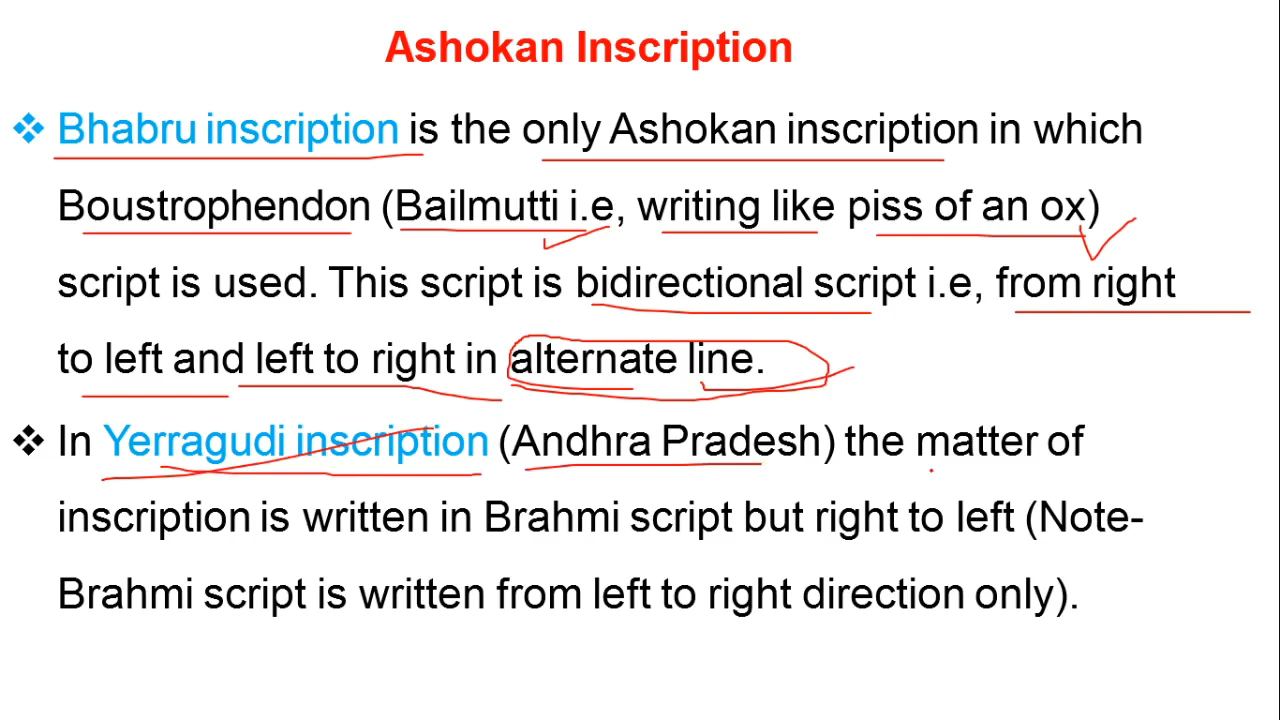 Ashokan Inscription
❖ Bhabru inscription is the only Ashokan inscription in which
Boustrophendon (Bailmutti i.e, writing like piss of an ox)
script is used. This script is bidirectional script i.e, from right
to left and left to right in alternate line.
❖ In Yerragudi inscription (Andhra Pradesh) the matter of
inscription is written in Brahmi script but right to left (Note-
Brahmi script is written from left to right direction only).